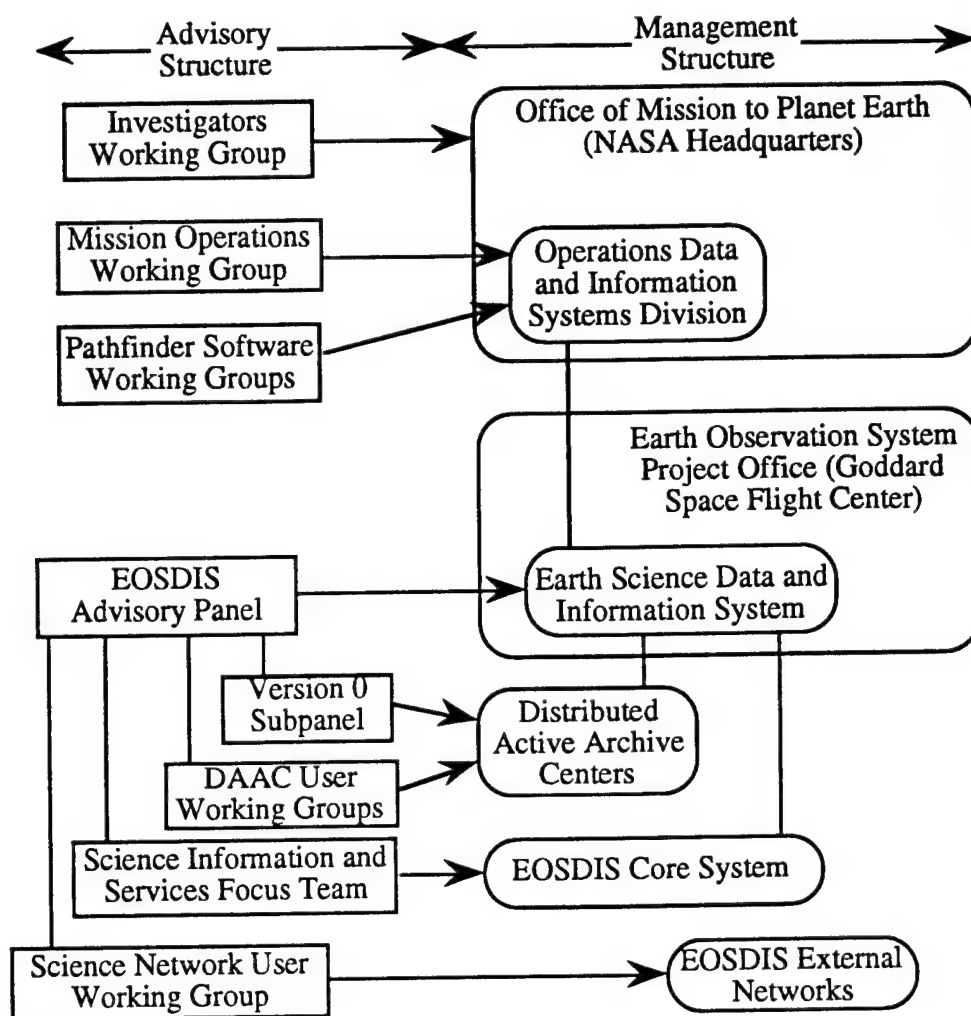 Advisory
Structure
Management
Structure
Investigators
Working Group
Office of Mission to Planet Earth
(NASA Headquarters)
Mission Operations
Working Group
Operations Data
and Information
Systems Division
Pathfinder Software
Working Groups
Earth Observation System
Project Office (Goddard
Space Flight Center)
EOSDIS
Advisory Panel
Earth Science Data and
Information System
Version 0
Subpanel
Distributed
Active Archive
Centers
DAAC User
Working Groups
Science Information and
Services Focus Team
EOSDIS Core System
Science Network User
Working Group
EOSDIS External
Networks